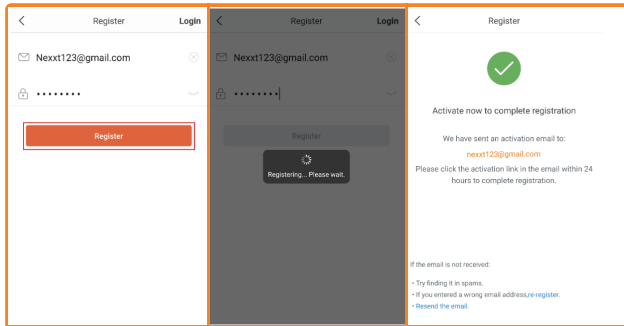 Register Login
Nexxt123@gmail.com
Register
Register Login
Nexxt123@gmail.com
Register
Registering... Please wait.
Register
Activate now to complete registration
We have sent an activation email to:
nexxt123@gmail.com
Please click the activation link in the email within 24
hours to complete registration.
If the email is not received:
• Try finding it in spams.
• If you entered a wrong email address,re-register.
• Resend the email.